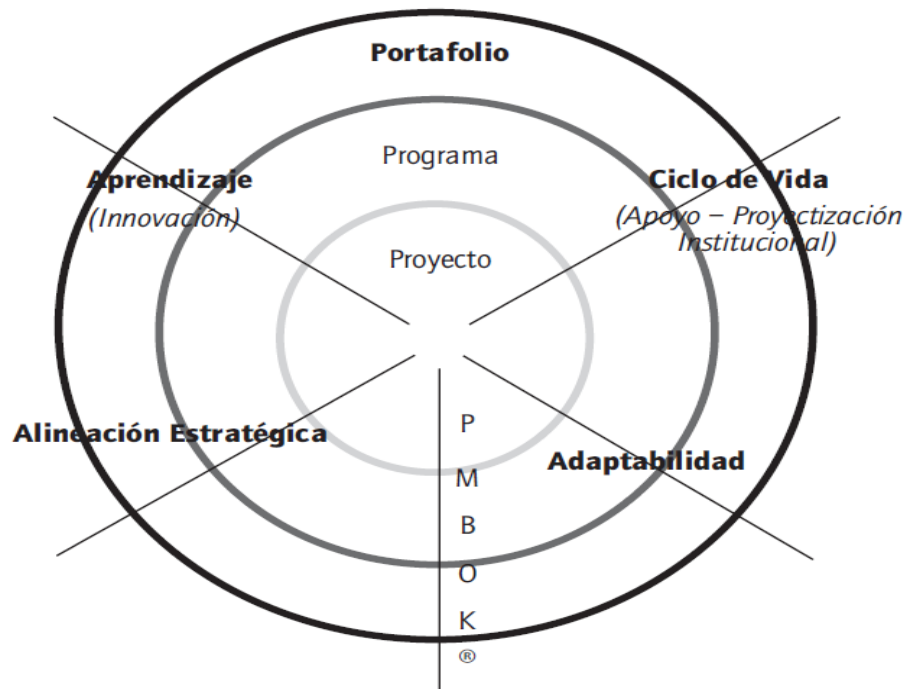 Portafolio
Programa
Aprendizaje
(Innovación)
Ciclo de Vida
(Apoyo – Proyectización
Institucional)
Proyecto
Alineación Estratégica
Adaptabilidad
P
M
B
O
K
®